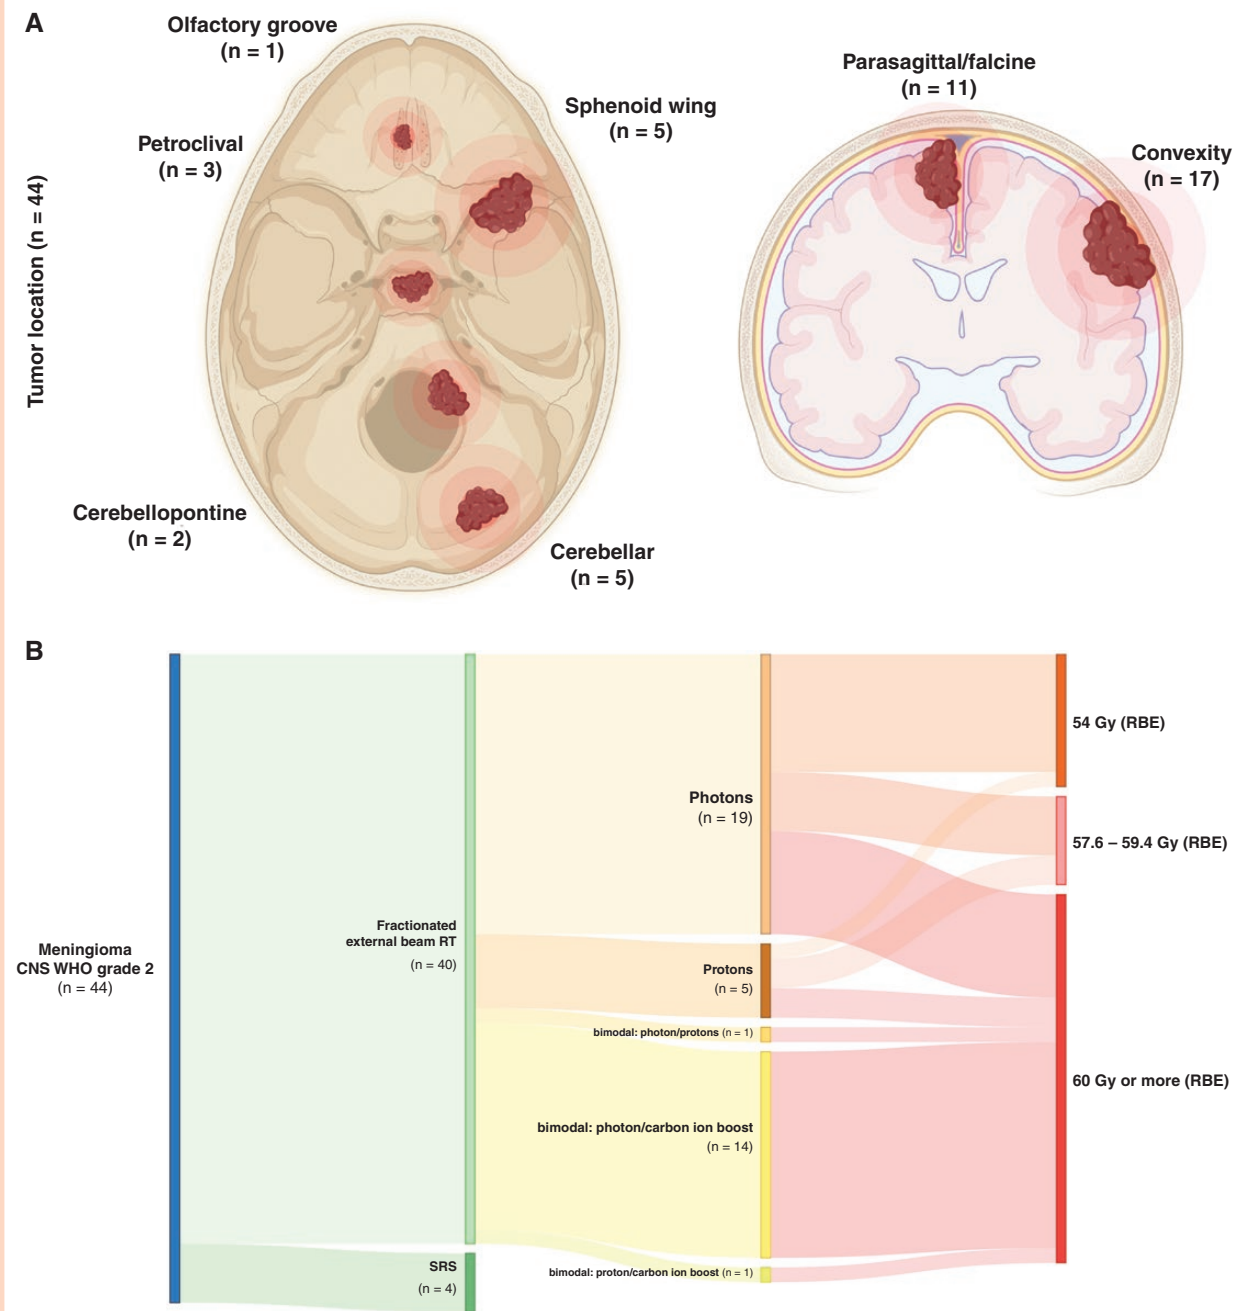 A
Olfactory groove
(n = 1)
Petroclival
(n = 3)
Sphenoid wing
(n = 5)
Parasagittal/falcine
(n = 11)
Convexity
(n = 17)
Tumor location (n = 44)
Cerebellopontine
(n = 2)
Cerebellar
(n = 5)
B
Meningioma
CNS WHO grade 2
(n = 44)
Fractionated
external beam RT
(n = 40)
SRS
(n = 4)
Photons
(n = 19)
Protons
(n = 5)
bimodal: photon/protons (n = 1)
bimodal: photon/carbon ion boost
(n = 14)
bimodal: proton/carbon ion boost (n = 1)
54 Gy (RBE)
57.6 – 59.4 Gy (RBE)
60 Gy or more (RBE)